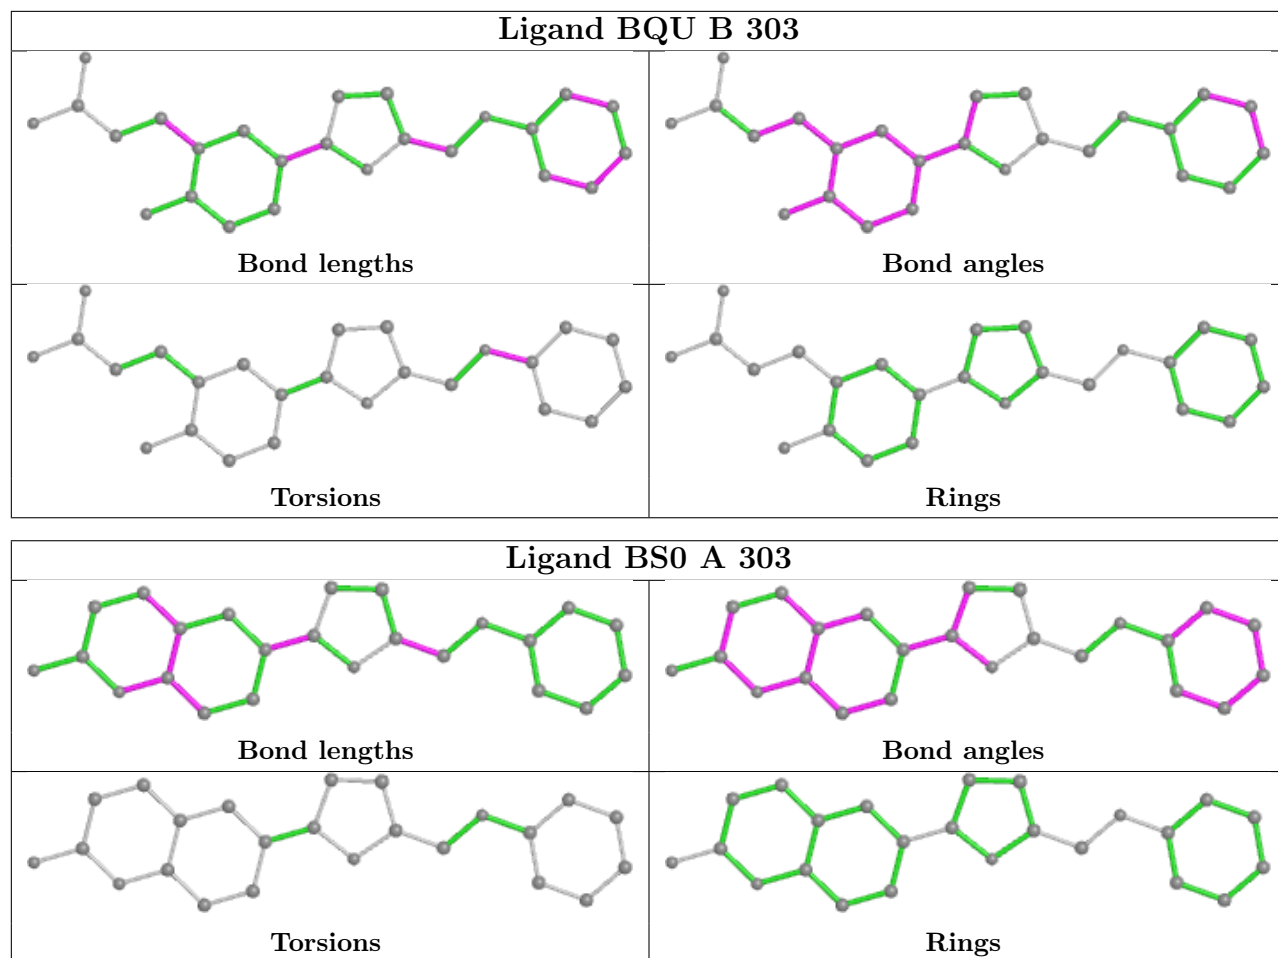 Ligand BQU B 303
Bond lengths
Bond angles
Torsions
Rings
Ligand BS0 A 303
Bond lengths
Bond angles
Torsions
Rings